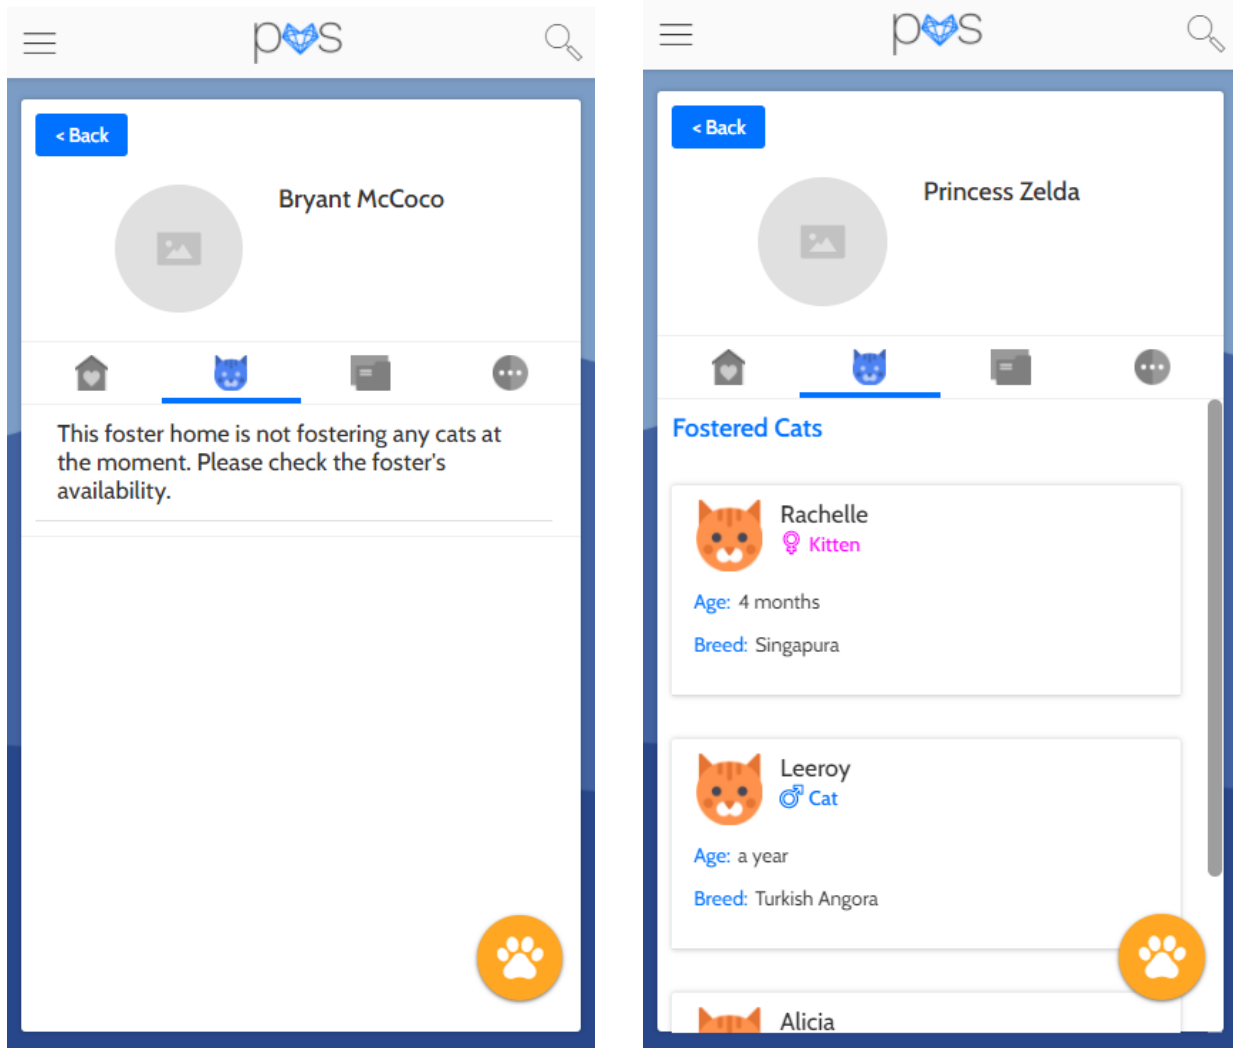 p s
< Back
Bryant McCoco
This foster home is not fostering any cats at
the moment. Please check the foster's
availability.
p s
< Back
Princess Zelda
Fostered Cats
Rachelle
Kitten
Age: 4 months
Breed: Singapura
Leeroy
Cat
Age: a year
Breed: Turkish Angora
Alicia